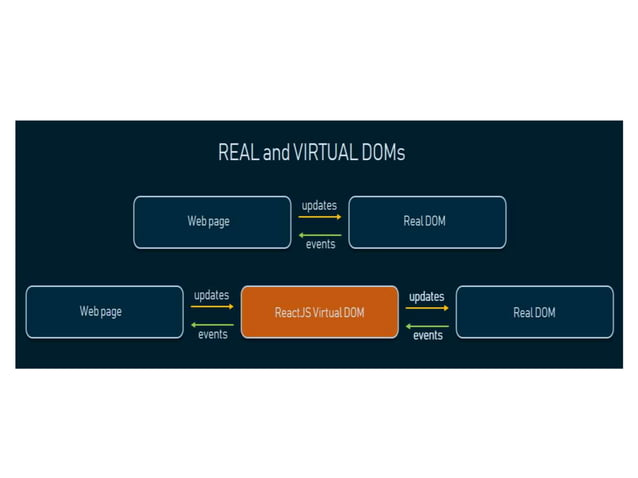 REAL and VIRTUAL DOMs
updates
Web page
Real DOM
events
updates
updates
Web page
ReactJS Virtual DOM
Real DOM
events
events